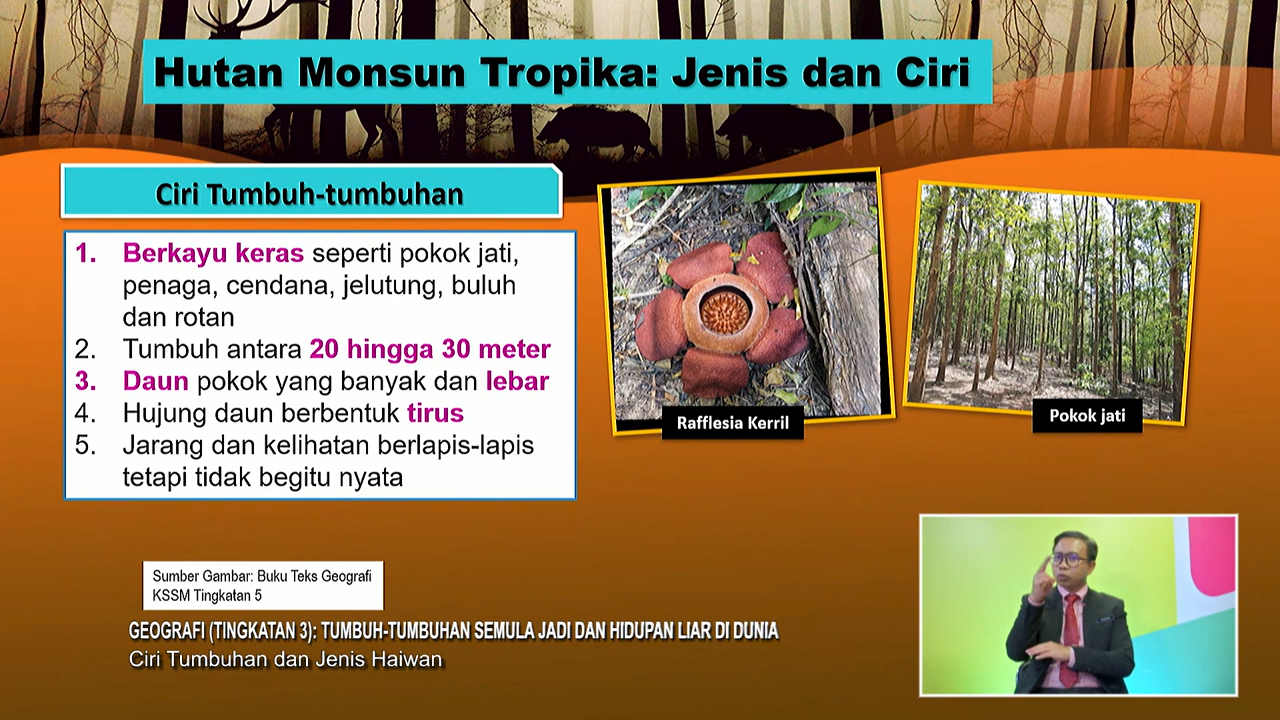 Hutan Monsun Tropika: Jenis dan Ciri
Ciri Tumbuh-tumbuhan
1. Berkayu keras seperti pokok jati,
penaga, cendana, jelutung, buluh
dan rotan
2. Tumbuh antara 20 hingga 30 meter
3. Daun pokok yang banyak dan lebar
4. Hujung daun berbentuk tirus
5. Jarang dan kelihatan berlapis-lapis
tetapi tidak begitu nyata
Rafflesia Kerril
Pokok jati
Sumber Gambar: Buku Teks Geografi
KSSM Tingkatan 5
GEOGRAFI (TINGKATAN 3): TUMBUH-TUMBUHAN SEMULA JADI DAN HIDUPAN LIAR DI DUNIA
Ciri Tumbuhan dan Jenis Haiwan